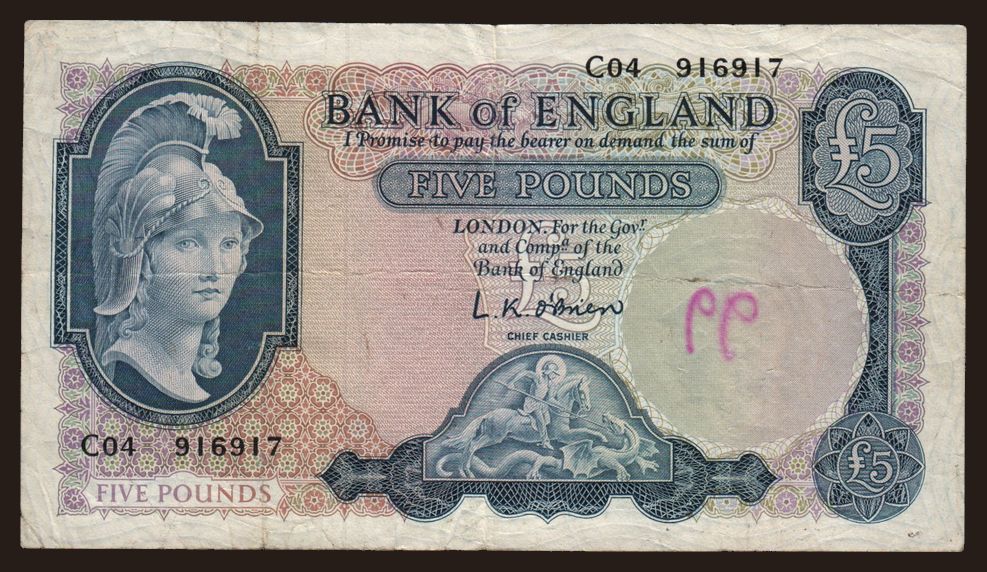 C04 916917
BANK of ENGLAND
I Promise to pay the bearer on demand the sum of
FIVE POUNDS
£5
LONDON. For the Govr.
and Compa. of the
Bank of England
£
L. K. O'Brien
CHIEF CASHIER
C04 916917
FIVE POUNDS
£5